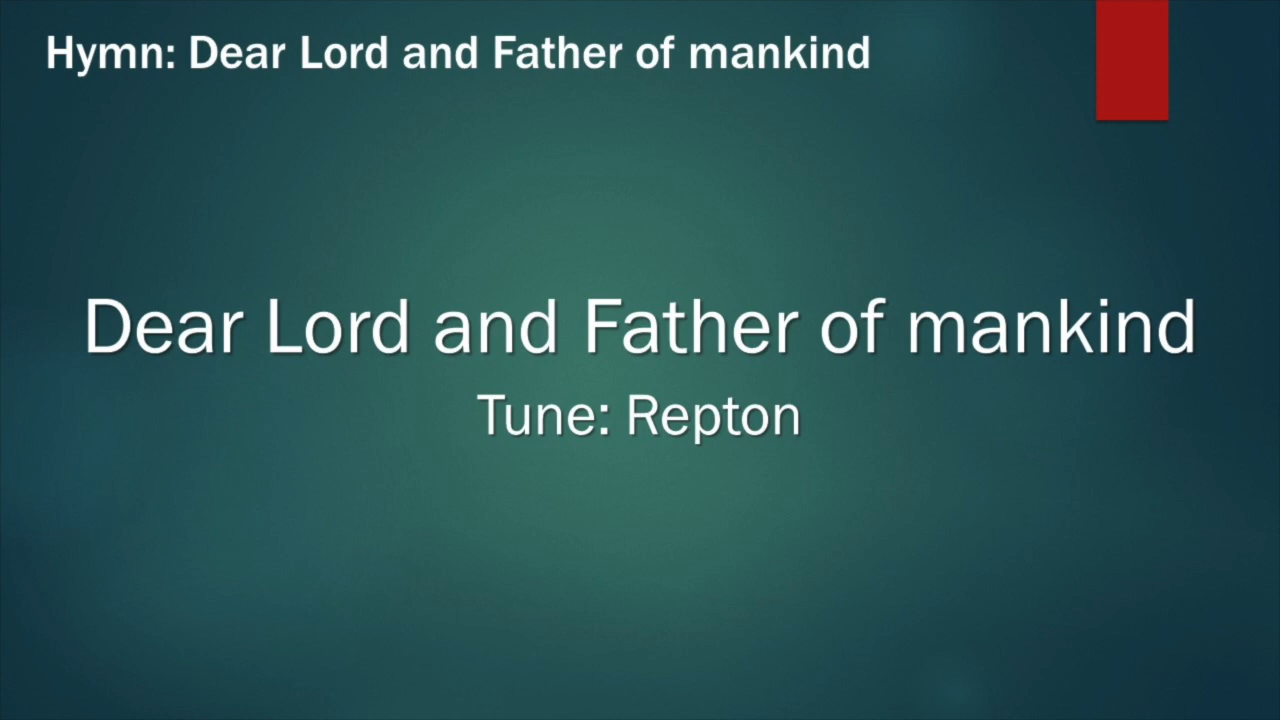 Hymn: Dear Lord and Father of mankind
Dear Lord and Father of mankind
Tune: Repton